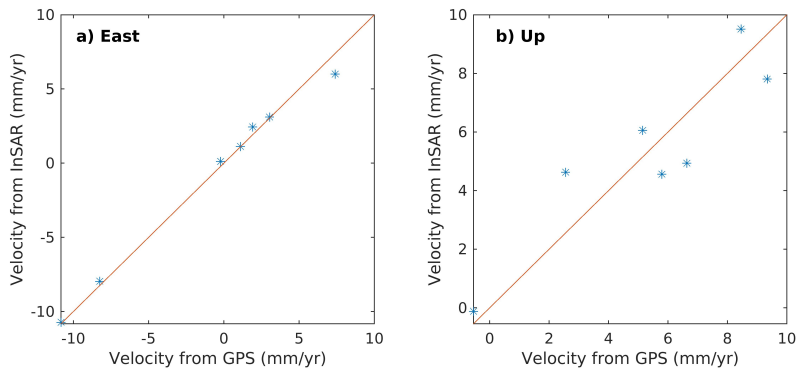 a) East
10
5
0
-5
-10
Velocity from InSAR (mm/yr)
-10 -5 0 5 10
Velocity from GPS (mm/yr)
b) Up
10
8
6
4
2
0
Velocity from InSAR (mm/yr)
0 2 4 6 8 10
Velocity from GPS (mm/yr)